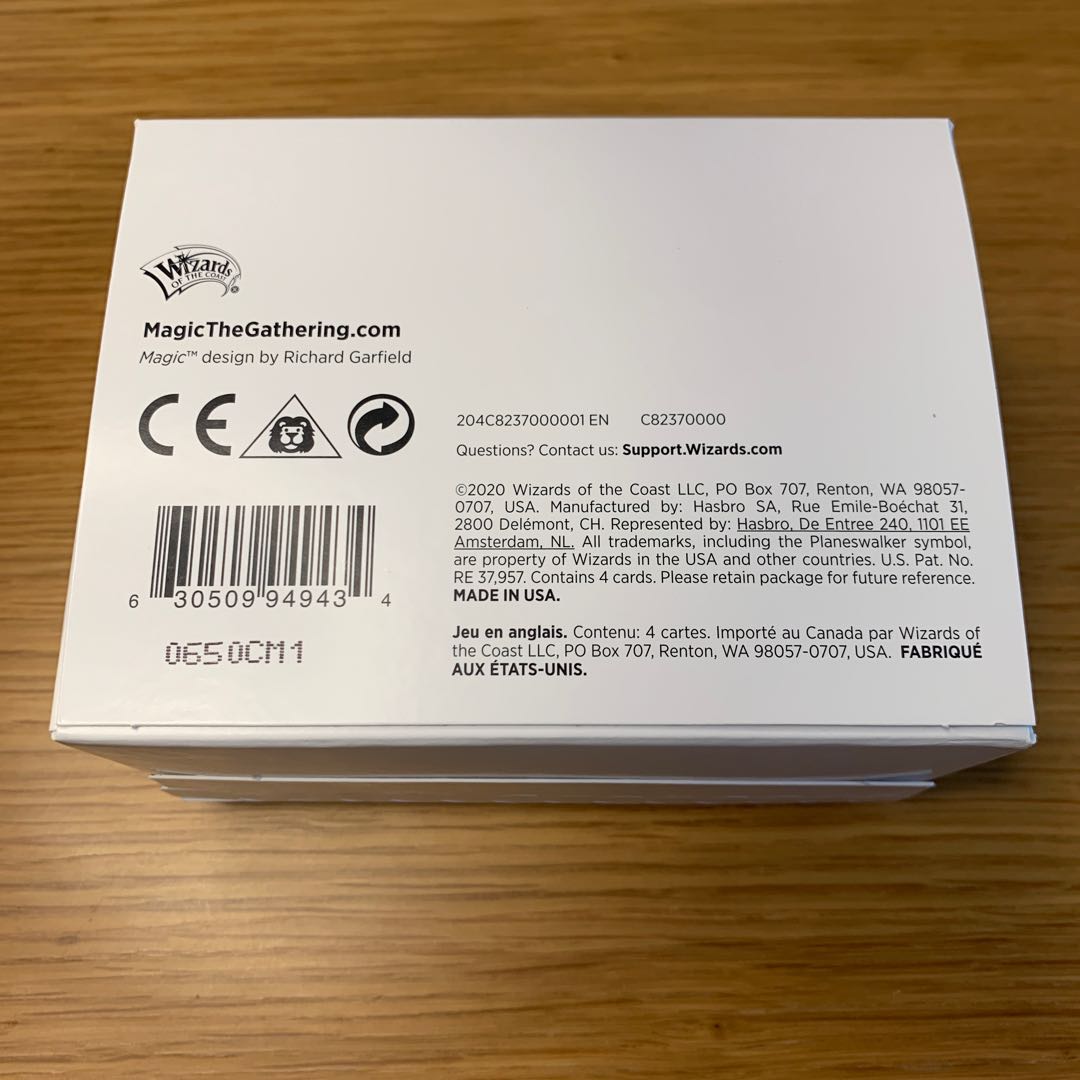 Wizards
OF THE COAST
MagicTheGathering.com
Magic™ design by Richard Garfield
CE
6 30509 94943 4
0650CM1
204C8237000001 EN C82370000
Questions? Contact us: Support.Wizards.com
©2020 Wizards of the Coast LLC, PO Box 707, Renton, WA 98057-
0707, USA. Manufactured by: Hasbro SA, Rue Emile-Boéchat 31,
2800 Delémont, CH. Represented by: Hasbro, De Entree 240, 1101 EE
Amsterdam, NL. All trademarks, including the Planeswalker symbol,
are property of Wizards in the USA and other countries. U.S. Pat. No.
RE 37,957. Contains 4 cards. Please retain package for future reference.
MADE IN USA.
Jeu en anglais. Contenu: 4 cartes. Importé au Canada par Wizards of
the Coast LLC, PO Box 707, Renton, WA 98057-0707, USA. FABRIQUÉ
AUX ÉTATS-UNIS.